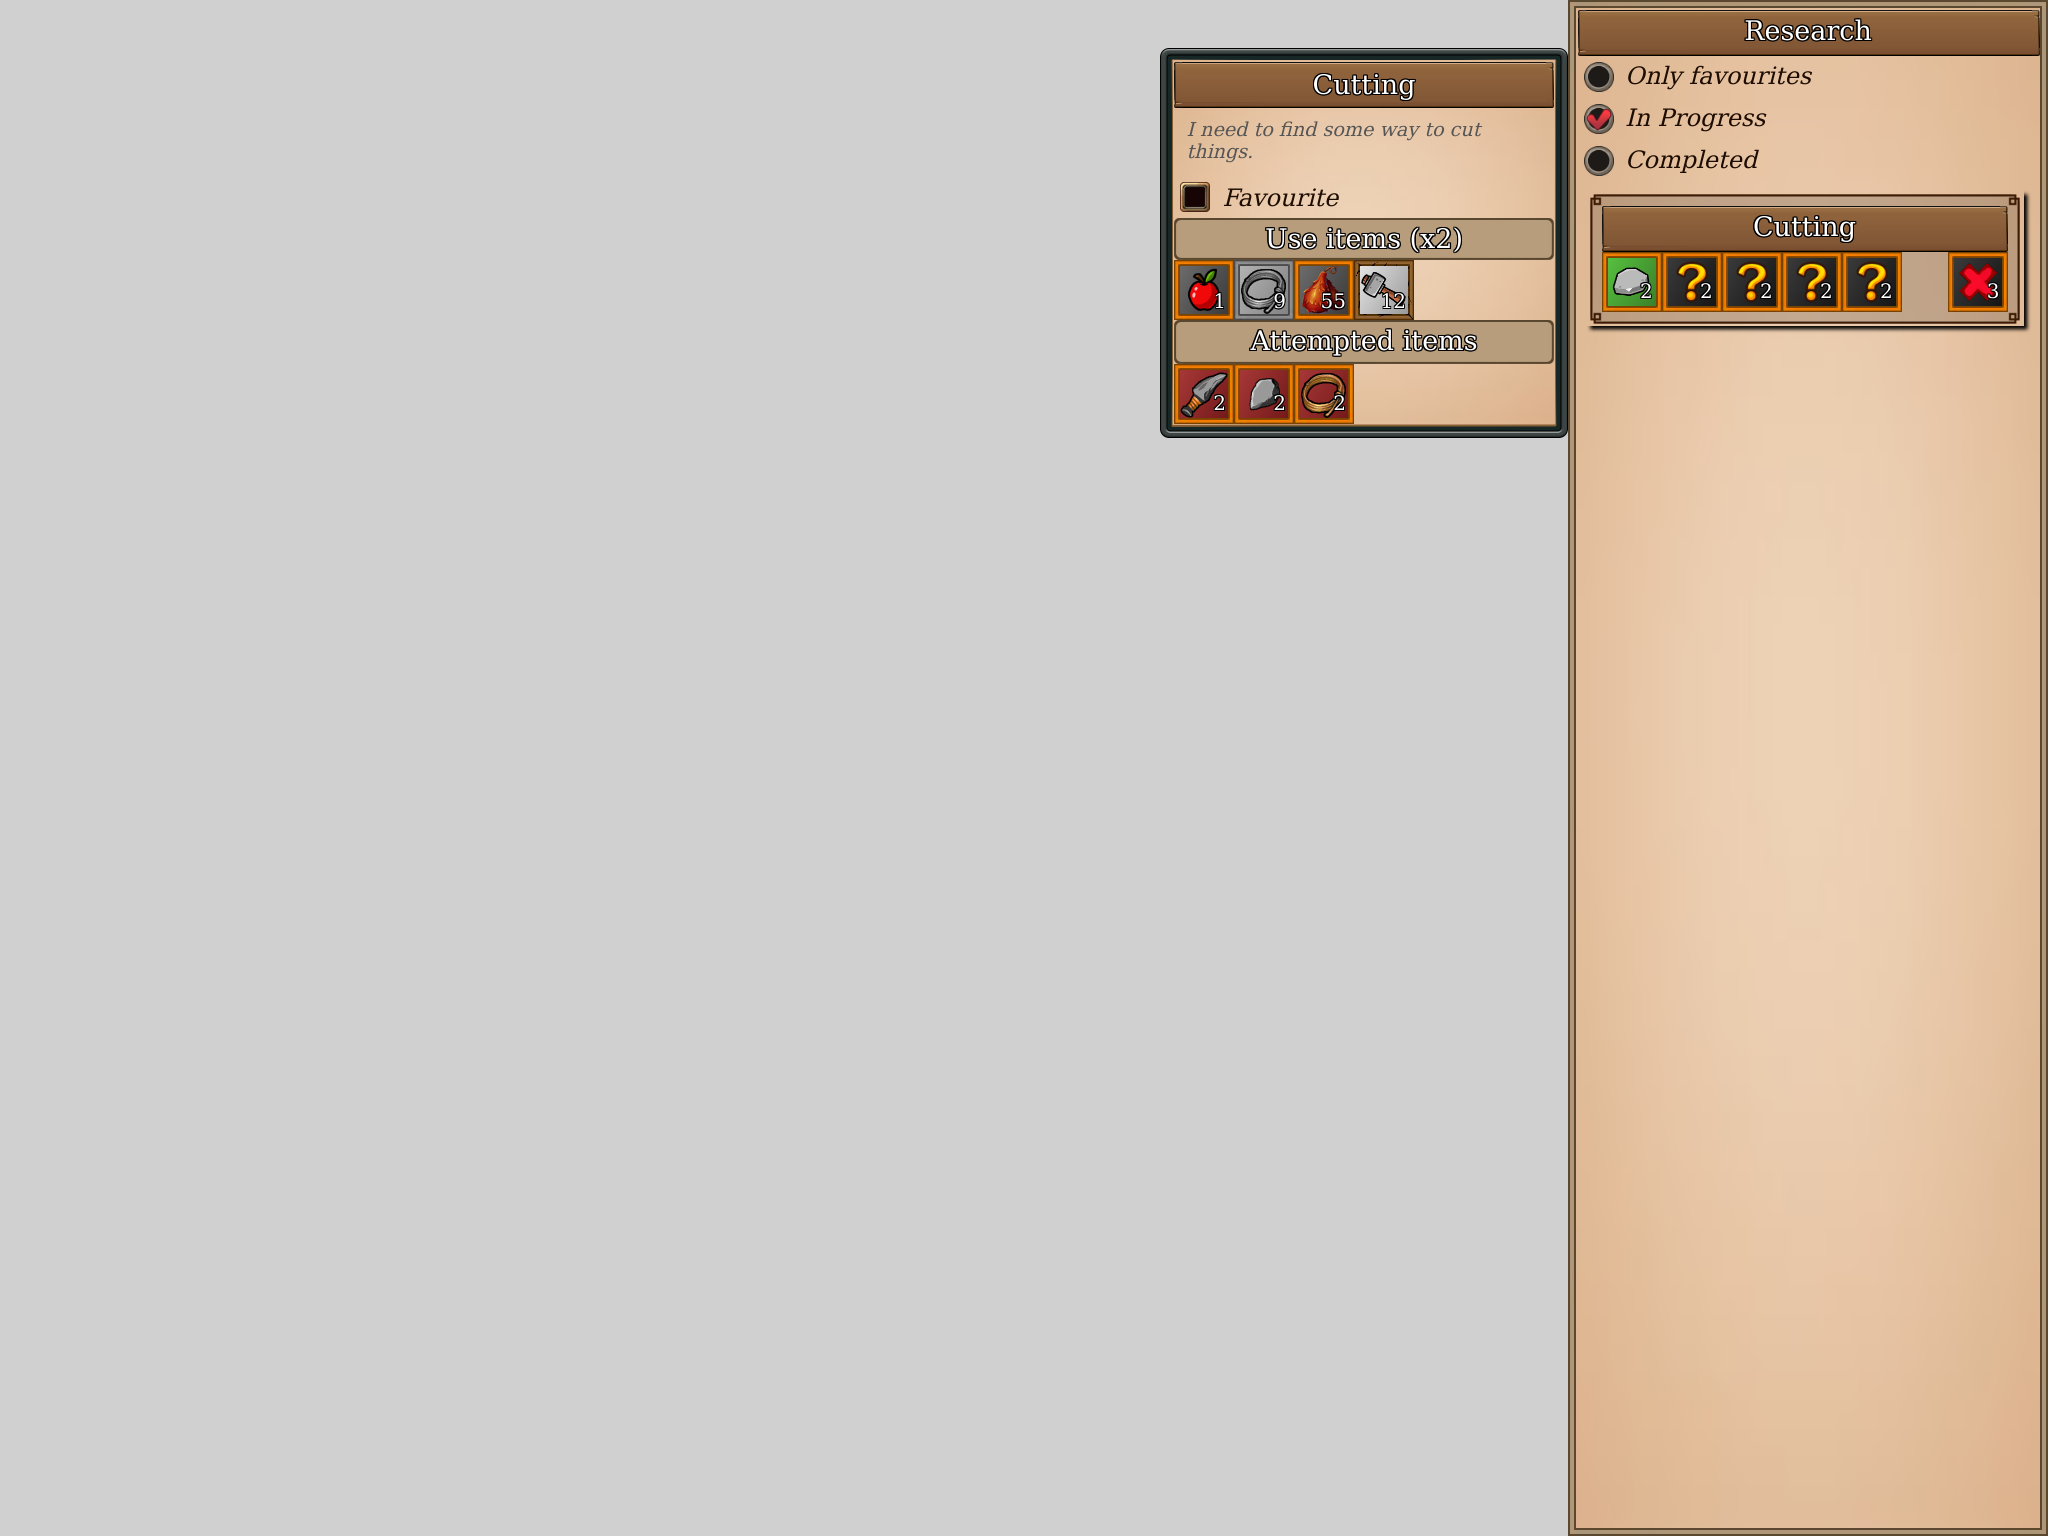 Research
Only favourites
In Progress
Completed
Cutting
2
?2
?2
?2
?2
3
Cutting
I need to find some way to cut
things.
Favourite
Use items (x2)
1
9
55
12
Attempted items
2
2
2